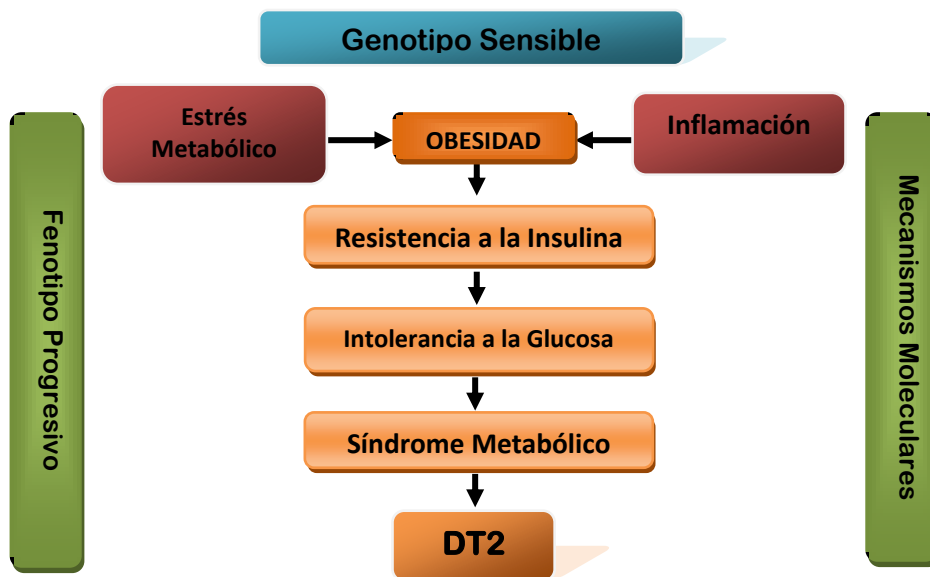 Genotipo Sensible
Estrés
Metabólico
OBESIDAD
Inflamación
Fenotipo Progresivo
Mecanismos Moleculares
Resistencia a la Insulina
Intolerancia a la Glucosa
Síndrome Metabólico
DT2